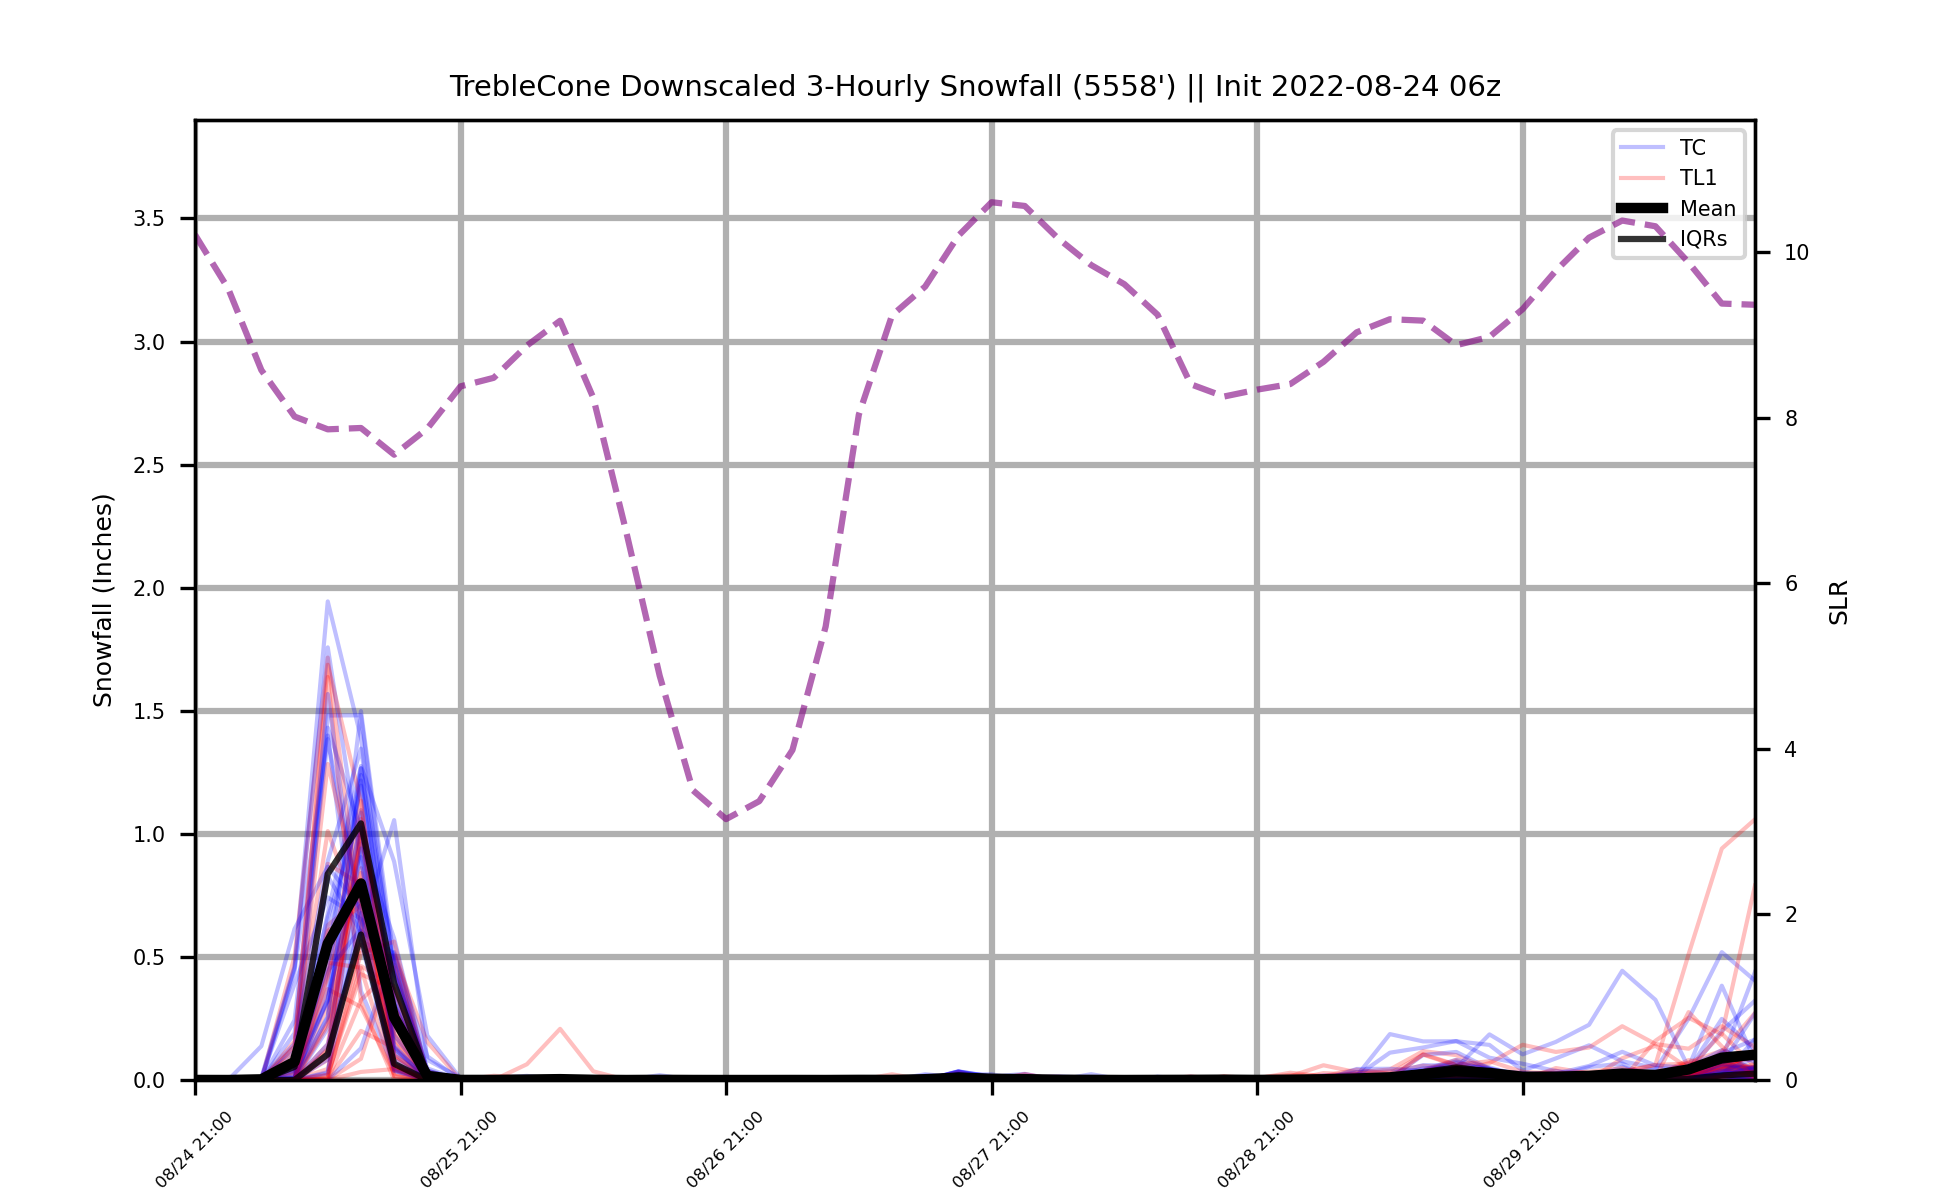 TrebleCone Downscaled 3-Hourly Snowfall (5558') || Init 2022-08-24 06z
TC
TL1
Mean
IQRs
Snowfall (Inches)
3.5
3.0
2.5
2.0
1.5
1.0
0.5
0.0
SLR
10
8
6
4
2
0
08/24 21:00
08/25 21:00
08/26 21:00
08/27 21:00
08/28 21:00
08/29 21:00